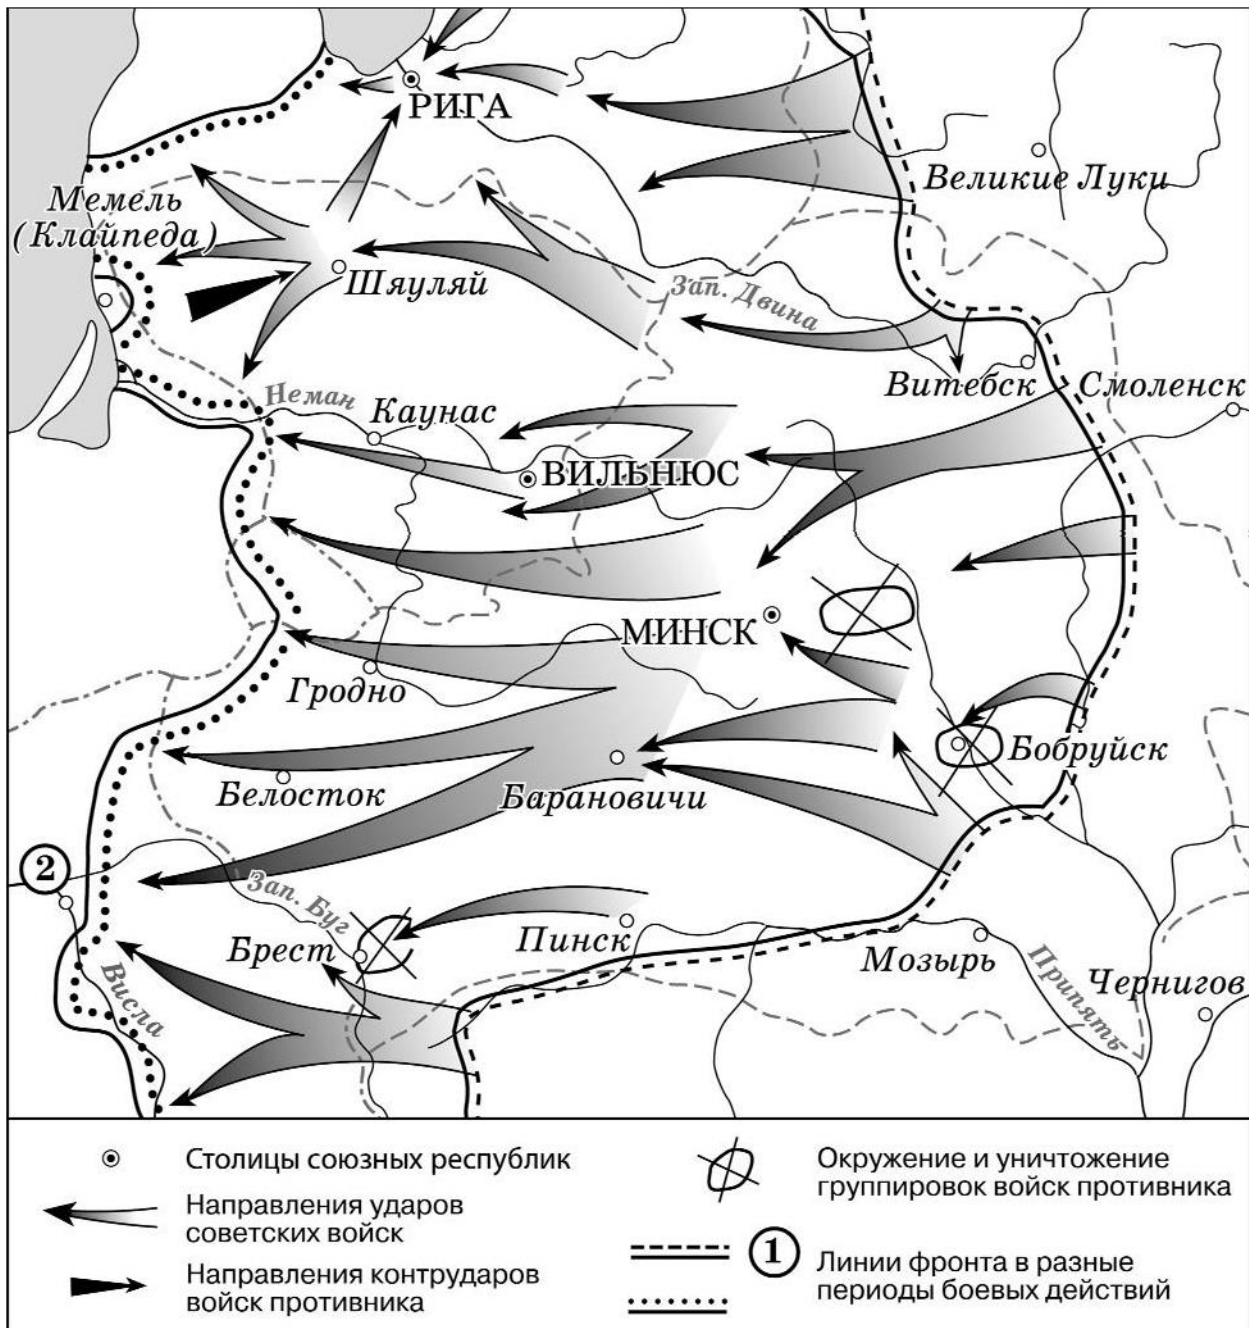 РИГА
Великие Луки
Мемель
(Клайпеда)
Шяуляй
Зап. Двина
Витебск
Смоленск
Неман
Каунас
ВИЛЬНЮС
МИНСК
Гродно
Бобруйск
Белосток
Барановичи
2
Зап. Буг
Брест
Пинск
Мозырь
Висла
Припять
Чернигов
Столицы союзных республик
Направления ударов
советских войск
Направления контрударов
войск противника
Окружение и уничтожение
группировок войск противника
1
Линии фронта в разные
периоды боевых действий